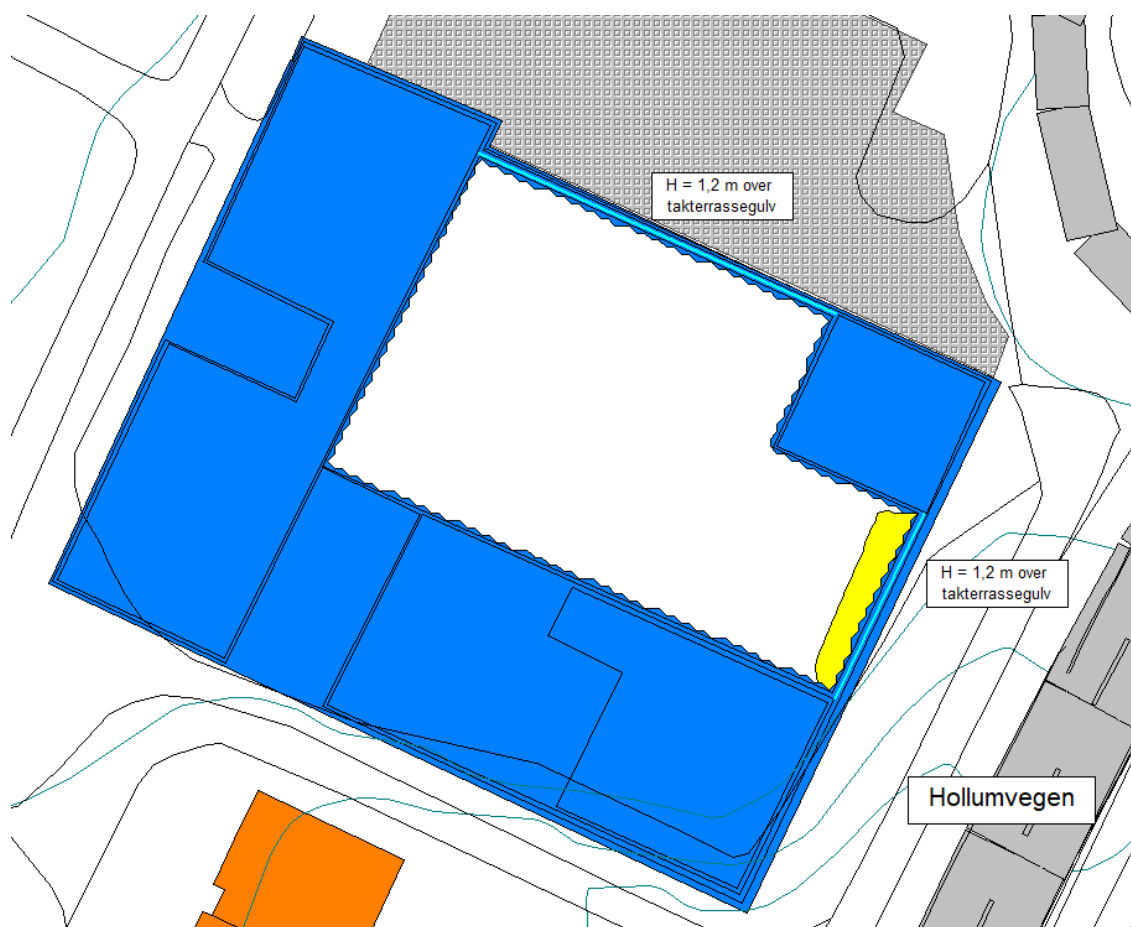 H = 1,2 m over
takterrassegulv
H = 1,2 m over
takterrassegulv
Hollumvegen